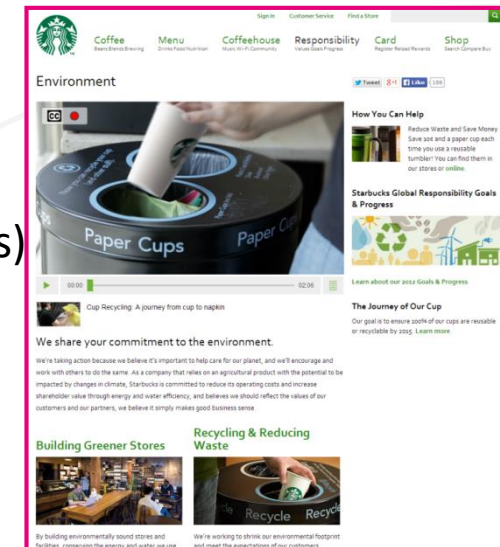 s)
Sign In Customer Service Find a Store
Coffee Menu Coffeehouse Responsibility Card Shop
Beans Blends Brewing Drinks Food Nutrition Music Wi-Fi Community Values Goals Progress Register Reload Rewards Search Compare Buy
Environment
Tweet +1 Like
CC
Paper Cups
Paper
00:00 02:06
Cup Recycling: A journey from cup to napkin
We share your commitment to the environment.
We're taking action because we believe it's important to help care for our planet, and we'll encourage and
work with others to do the same. As a company that relies on an agricultural product with the potential to be
impacted by changes in climate, Starbucks is committed to reduce its operating costs and increase
shareholder value through energy and water efficiency, and believes we should reflect the values of our
customers and our partners, we believe it simply makes good business sense.
Building Greener Stores
By building environmentally sound stores and
facilities, conserving the energy and water we use
Recycling & Reducing
Waste
Recycle Recycle
We're working to shrink our environmental footprint
and meet the expectations of our customers
How You Can Help
Reduce Waste and Save Money
Save 10¢ and a paper cup each
time you use a reusable
tumbler! You can find them in
our stores or online.
Starbucks Global Responsibility Goals
& Progress
Learn about our 2012 Goals & Progress
The Journey of Our Cup
Our goal is to ensure 100% of our cups are reusable
or recyclable by 2015. Learn more